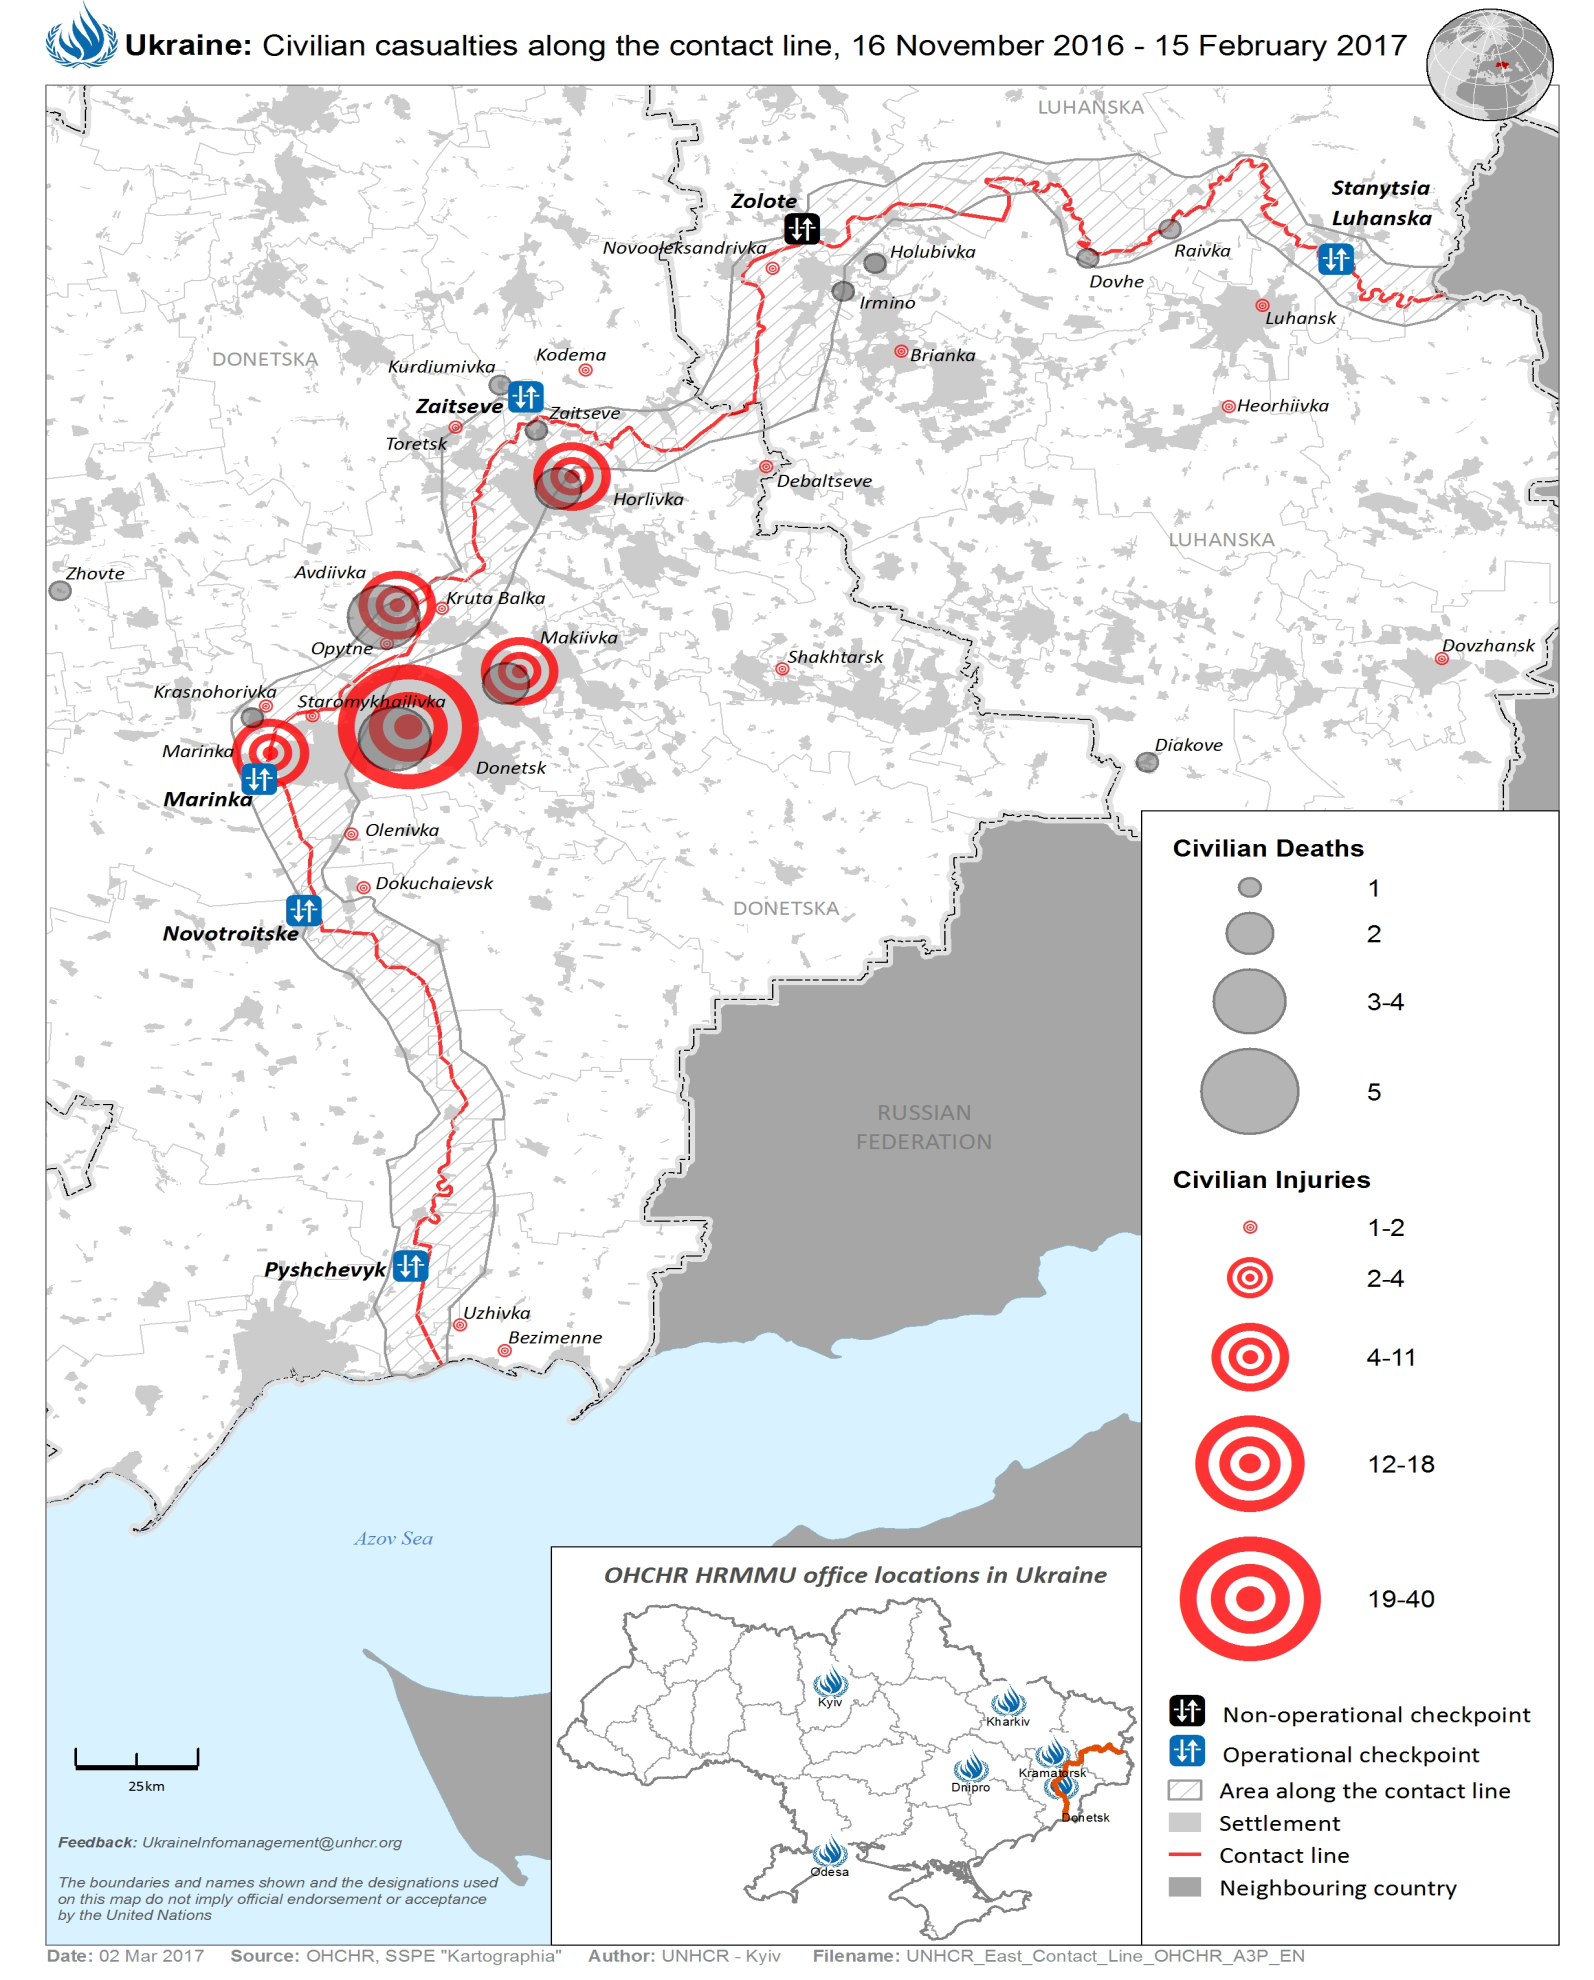 Ukraine: Civilian casualties along the contact line, 16 November 2016 - 15 February 2017
LUHANSKA
Stanytsia
Luhanska
Zolote
Novooleksandrivka
Holubivka
Raivka
Dovhe
Irmino
Luhansk
DONETSKA
Kodema
Kurdiumivka
Brianka
Zaitseve
Zaitseve
Heorhiivka
Toretsk
Debaltseve
Horlivka
LUHANSKA
Zhovte
Avdiivka
Kruta Balka
Opytne
Makiivka
Shakhtarsk
Dovzhansk
Krasnohorivka
Staromykhailivka
Marinka
Donetsk
Diakove
Marinka
Olenivka
Dokuchaievsk
DONETSKA
Novotroitske
RUSSIAN
FEDERATION
Pyshchevyk
Uzhivka
Bezimenne
Azov Sea
Civilian Deaths
1
2
3-4
5
Civilian Injuries
1-2
2-4
4-11
12-18
19-40
Non-operational checkpoint
Operational checkpoint
Area along the contact line
Settlement
Contact line
Neighbouring country
OHCHR HRMMU office locations in Ukraine
Kyiv
Kharkiv
Kramatorsk
Dnipro
Donetsk
Odesa
25km
Feedback: UkraineInfomanagement@unhcr.org
The boundaries and names shown and the designations used
on this map do not imply official endorsement or acceptance
by the United Nations
Date: 02 Mar 2017 Source: OHCHR, SSPE "Kartographia" Author: UNHCR - Kyiv Filename: UNHCR_East_Contact_Line_OHCHR_A3P_EN